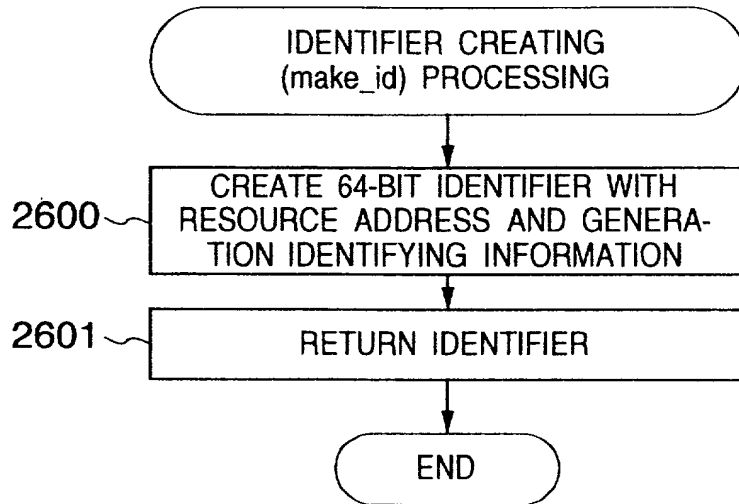 IDENTIFIER CREATING
(make_id) PROCESSING
2600
CREATE 64-BIT IDENTIFIER WITH
RESOURCE ADDRESS AND GENERA-
TION IDENTIFYING INFORMATION
2601
RETURN IDENTIFIER
END